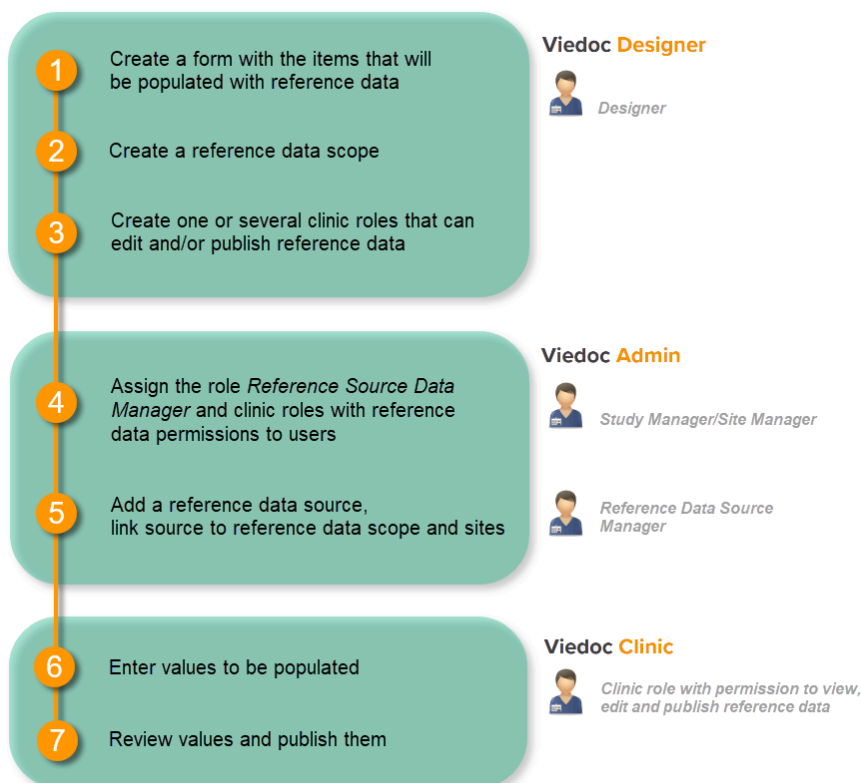 1
Create a form with the items that will
be populated with reference data
2
Create a reference data scope
3
Create one or several clinic roles that can
edit and/or publish reference data
Viedoc Designer
Designer
4
Assign the role Reference Source Data
Manager and clinic roles with reference
data permissions to users
5
Add a reference data source,
link source to reference data scope and sites
Viedoc Admin
Study Manager/Site Manager
Reference Data Source
Manager
6
Enter values to be populated
7
Review values and publish them
Viedoc Clinic
Clinic role with permission to view,
edit and publish reference data